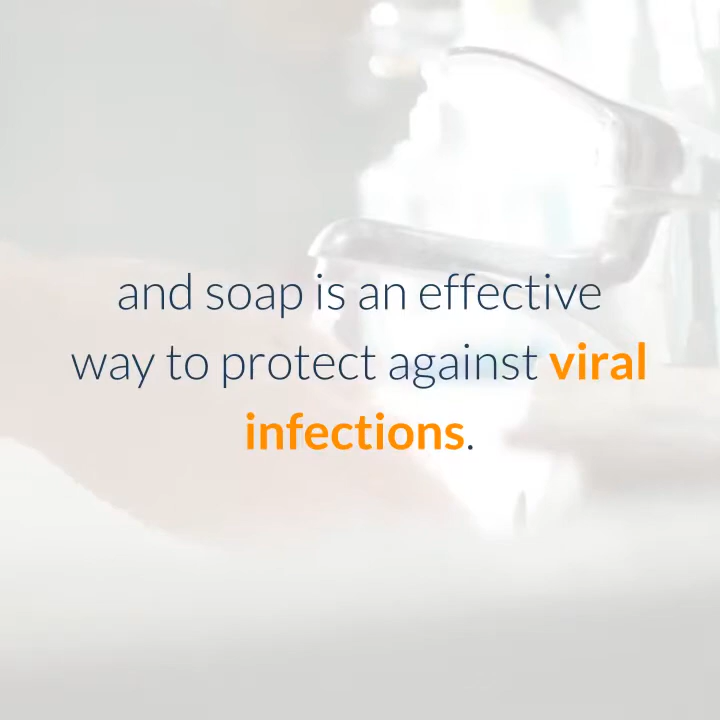 and soap is an effective
way to protect against viral
infections.